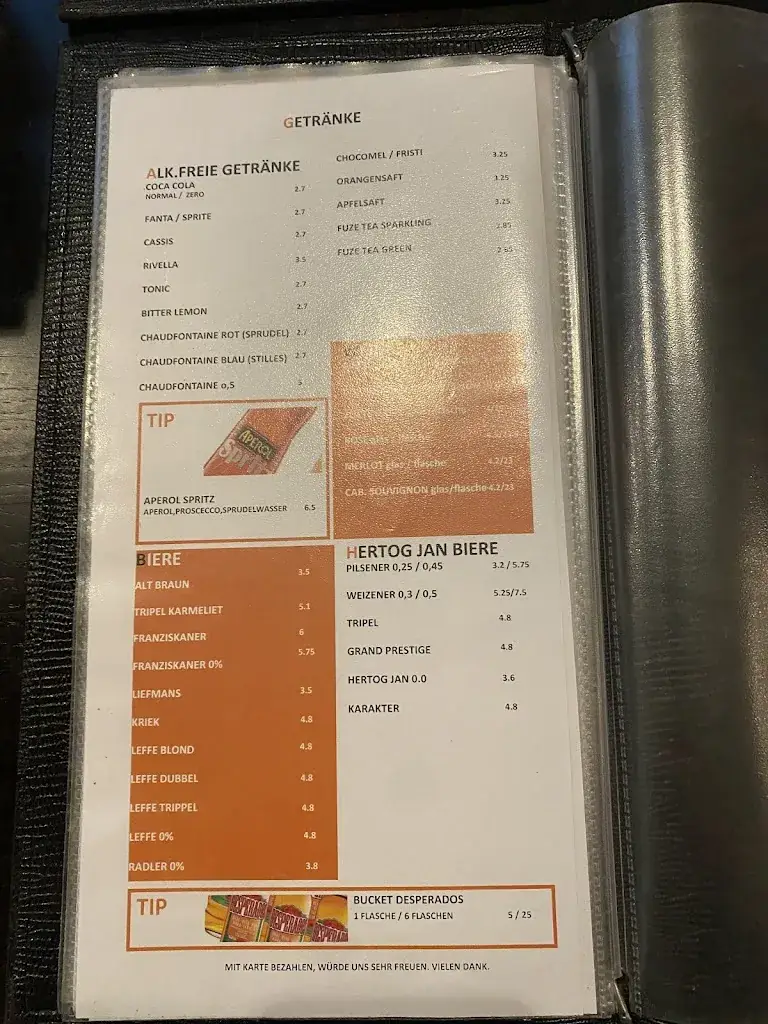 GETRÄNKE
ALK.FREIE GETRÄNKE
COCA COLA 2.7
NORMAL / ZERO
FANTA / SPRITE 2.7
CASSIS 2.7
RIVELLA 3.5
TONIC 2.7
BITTER LEMON 2.7
CHAUDFONTAINE ROT (SPRUDEL) 2.7
CHAUDFONTAINE BLAU (STILLES) 2.7
CHAUDFONTAINE 0,5 5
CHOCOMEL / FRISTI 3.25
ORANGENSAFT 3.25
APFELSAFT 3.25
FUZE TEA SPARKLING 2.85
FUZE TEA GREEN
TIP
APEROL
Spritz
APEROL SPRITZ
APEROL,PROSCECCO,SPRUDELWASSER 6.5
MERLOT glas / flasche 4.2/23
CAB. SOUVIGNON glas/flasche 4.2/23
BIERE
3.5
ALT BRAUN
TRIPEL KARMELIET 5.1
FRANZISKANER 6
5.75
FRANZISKANER 0%
LIEFMANS 3.5
KRIEK 4.8
LEFFE BLOND 4.8
LEFFE DUBBEL 4.8
LEFFE TRIPPEL 4.8
LEFFE 0% 4.8
RADLER 0% 3.8
HERTOG JAN BIERE
PILSENER 0,25 / 0,45 3.2 / 5.75
WEIZENER 0,3 / 0,5 5.25/7.5
TRIPEL 4.8
GRAND PRESTIGE 4.8
HERTOG JAN 0.0 3.6
KARAKTER 4.8
TIP
BUCKET DESPERADOS
1 FLASCHE / 6 FLASCHEN 5 / 25
MIT KARTE BEZAHLEN, WÜRDE UNS SEHR FREUEN. VIELEN DANK.